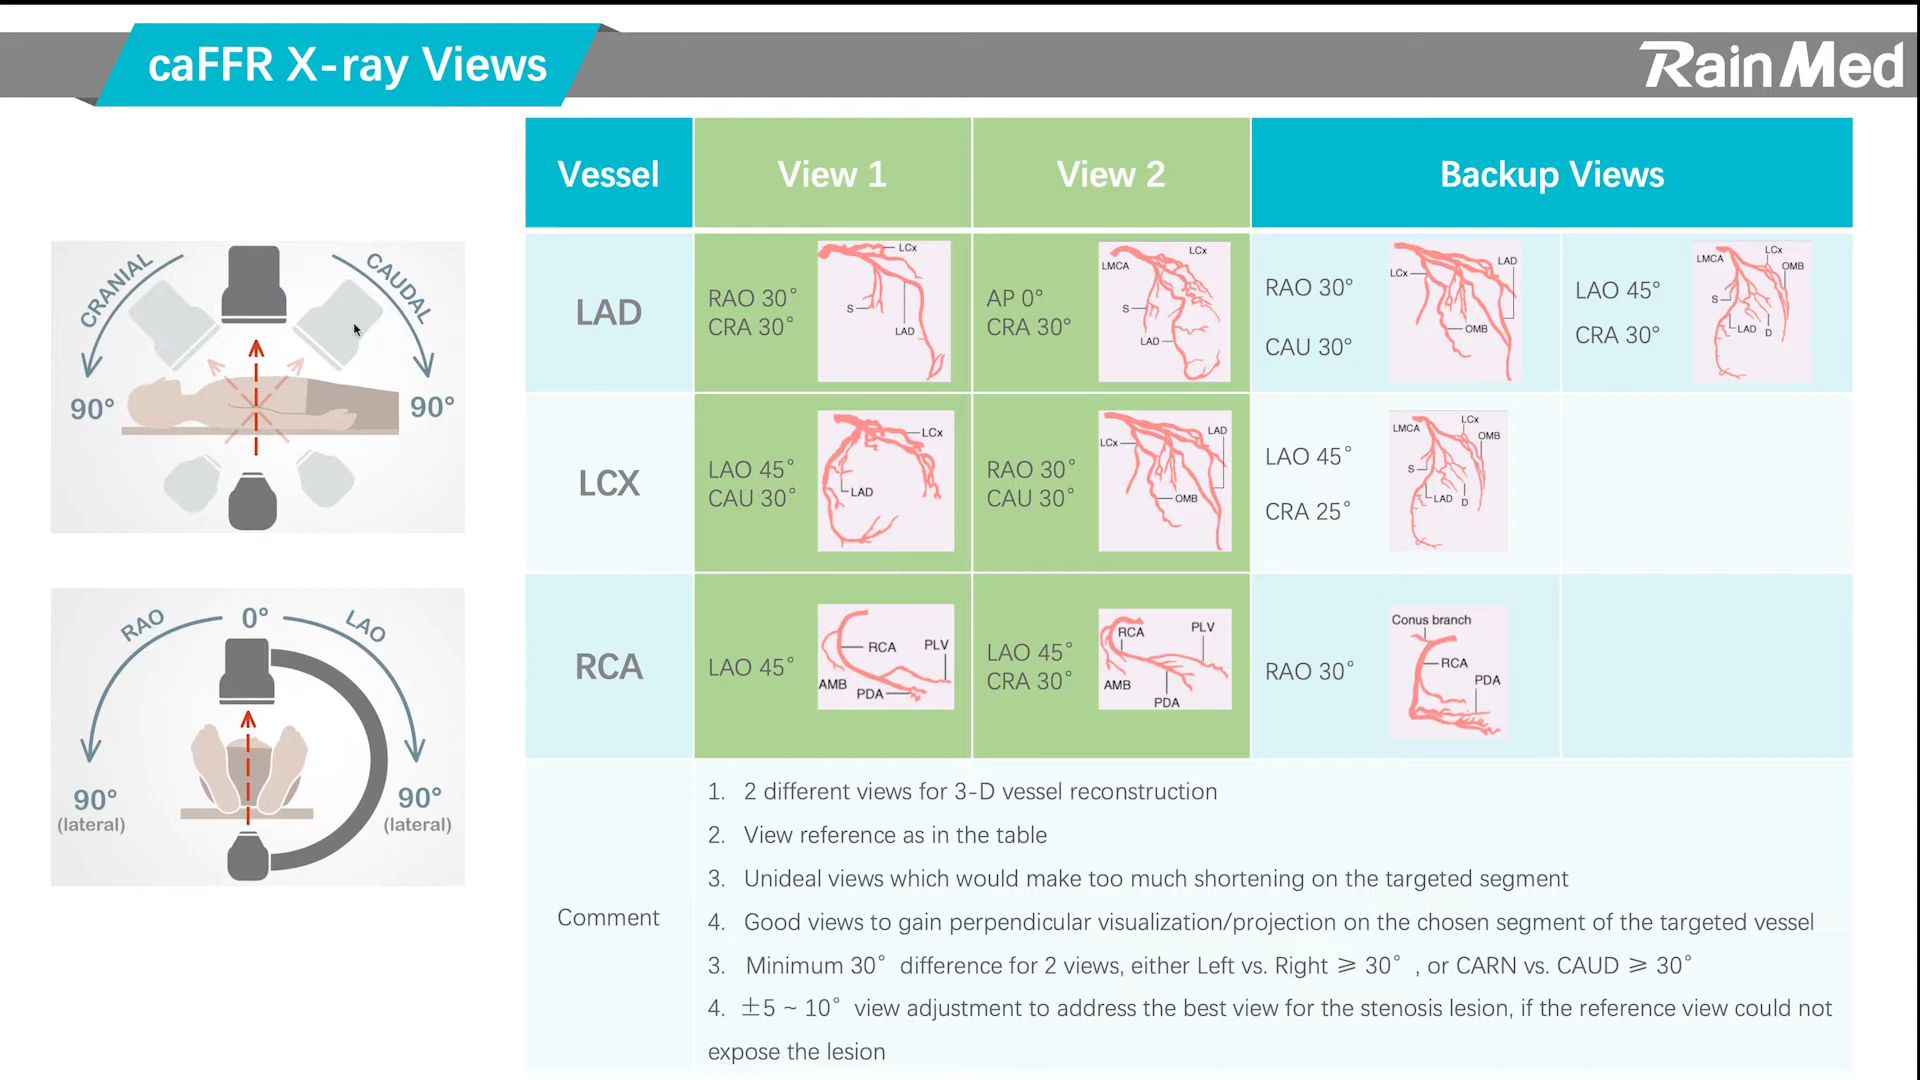 caFFR X-ray Views
RainMed
CRANIAL
CAUDAL
90°
90°
RAO
0°
LAO
90°
(lateral)
90°
(lateral)
Vessel
View 1
View 2
Backup Views
LAD
RAO 30°
CRA 30°
LCx
S
LAD
AP 0°
CRA 30°
LMCA
LCx
S
LAD
RAO 30°
CAU 30°
LCx
LAD
OMB
LAO 45°
CRA 30°
LMCA
LCx
OMB
S
LAD
D
LCX
LAO 45°
CAU 30°
LCx
LAD
RAO 30°
CAU 30°
LCx
LAD
OMB
LAO 45°
CRA 25°
LMCA
LCx
OMB
S
LAD
D
RCA
LAO 45°
RCA
PLV
AMB
PDA
LAO 45°
CRA 30°
RCA
PLV
AMB
PDA
RAO 30°
Conus branch
RCA
PDA
Comment
1. 2 different views for 3-D vessel reconstruction
2. View reference as in the table
3. Unideal views which would make too much shortening on the targeted segment
4. Good views to gain perpendicular visualization/projection on the chosen segment of the targeted vessel
3. Minimum 30° difference for 2 views, either Left vs. Right ⩾ 30° , or CARN vs. CAUD ⩾ 30°
4. ±5 ~ 10° view adjustment to address the best view for the stenosis lesion, if the reference view could not
expose the lesion